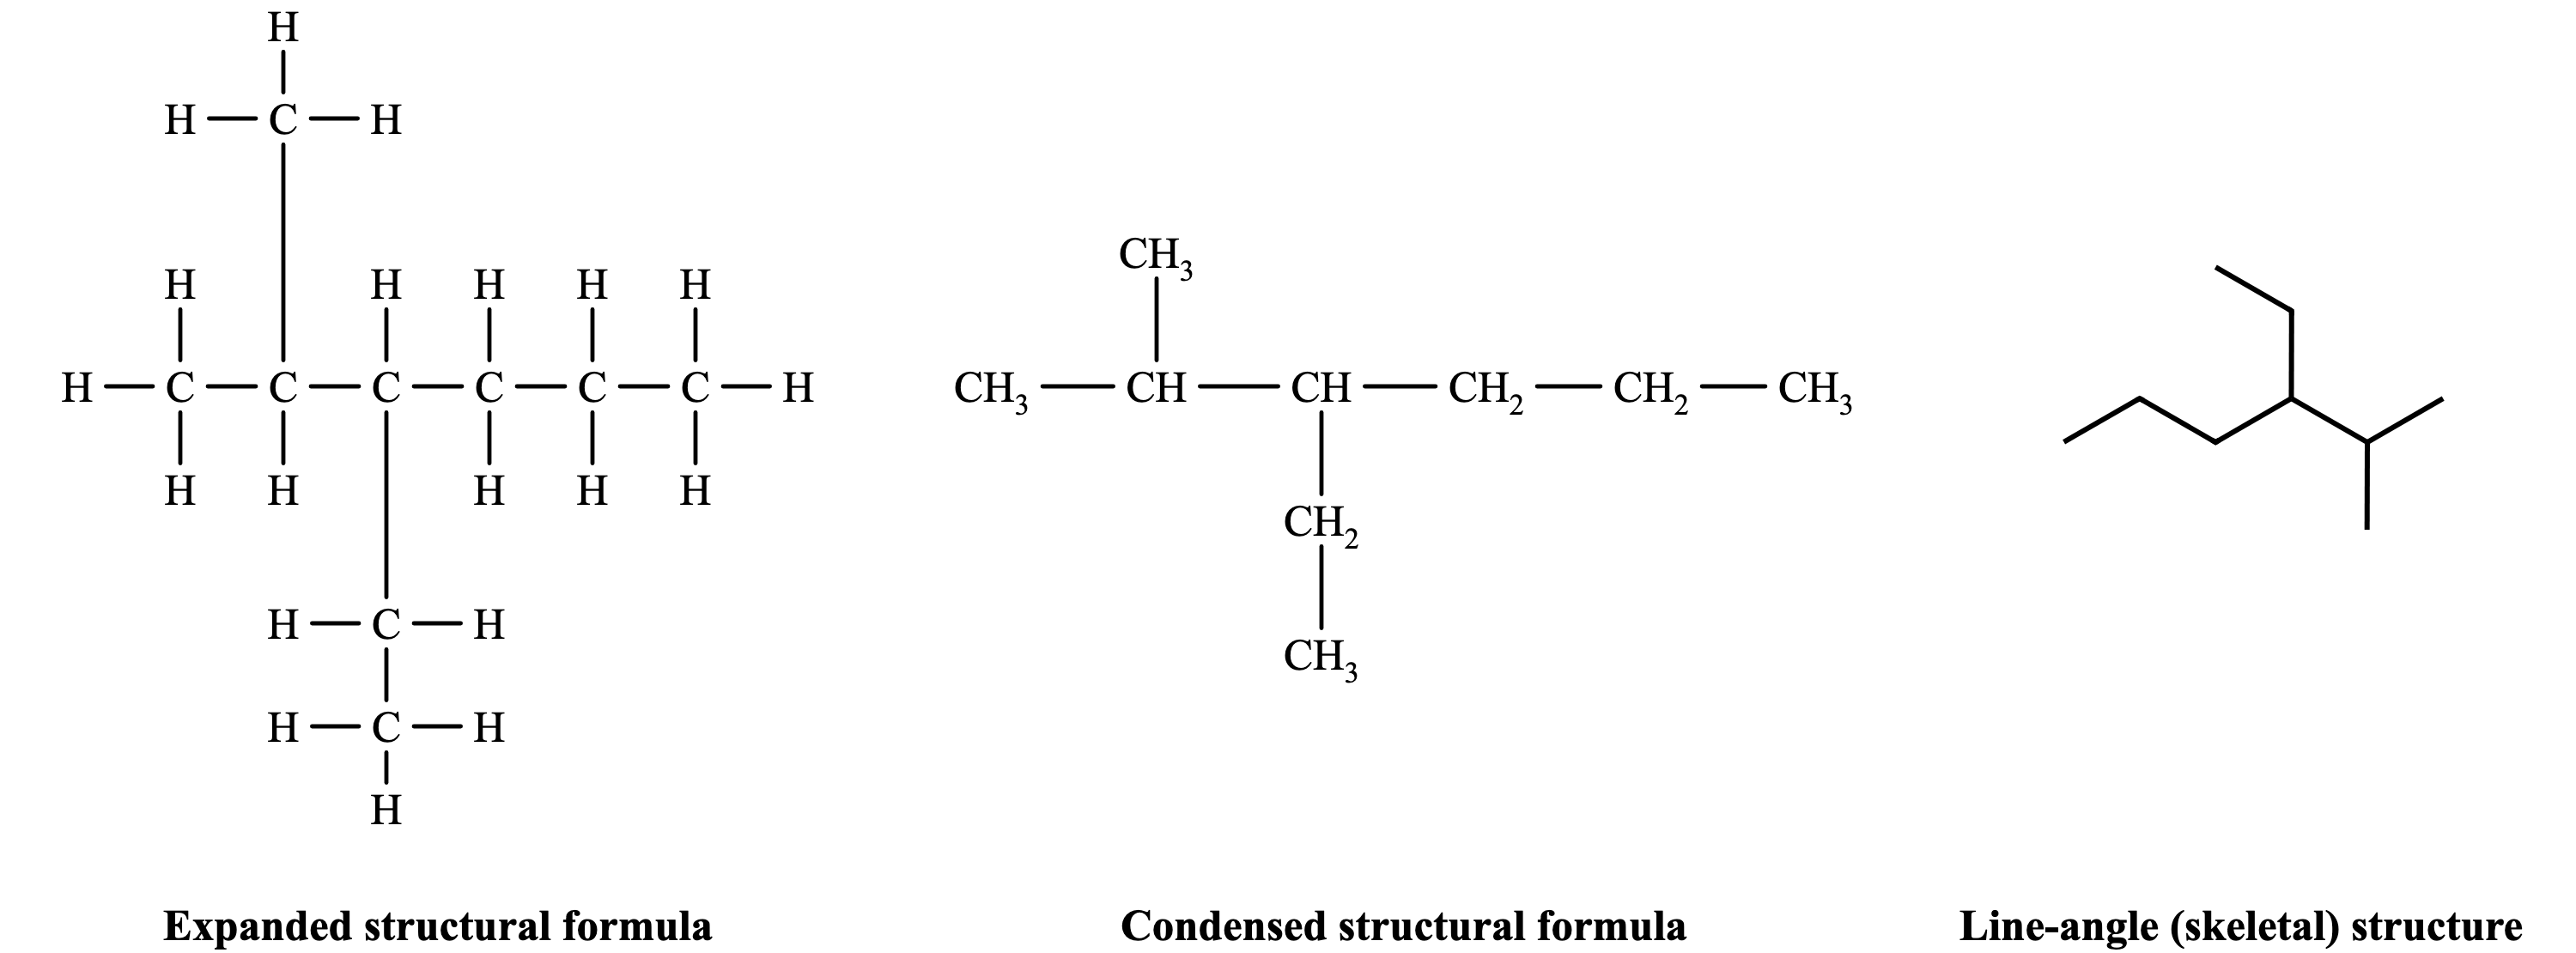 H
H C H
CH₃
H H H H H
H C C C C C C H
CH₃ CH CH CH₂ CH₂ CH₃
H H H H H
CH₂
H C H
CH₃
H C H
H
Expanded structural formula
Condensed structural formula
Line-angle (skeletal) structure